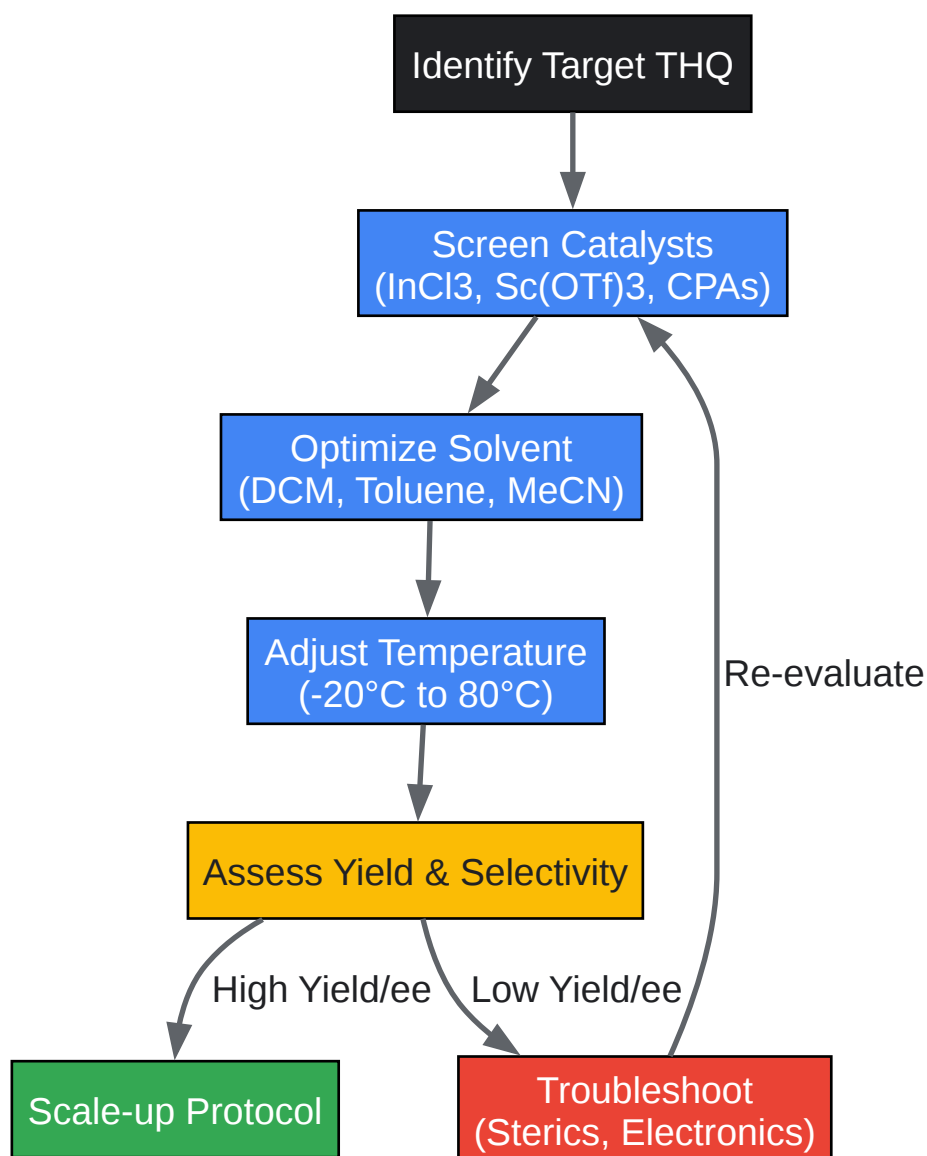 Identify Target THQ
Screen Catalysts
(InCl3, Sc(OTf)3, CPAs)
Optimize Solvent
(DCM, Toluene, MeCN)
Adjust Temperature
(-20°C to 80°C)
Re-evaluate
Assess Yield & Selectivity
High Yield/ee
Low Yield/ee
Scale-up Protocol
Troubleshoot
(Sterics, Electronics)